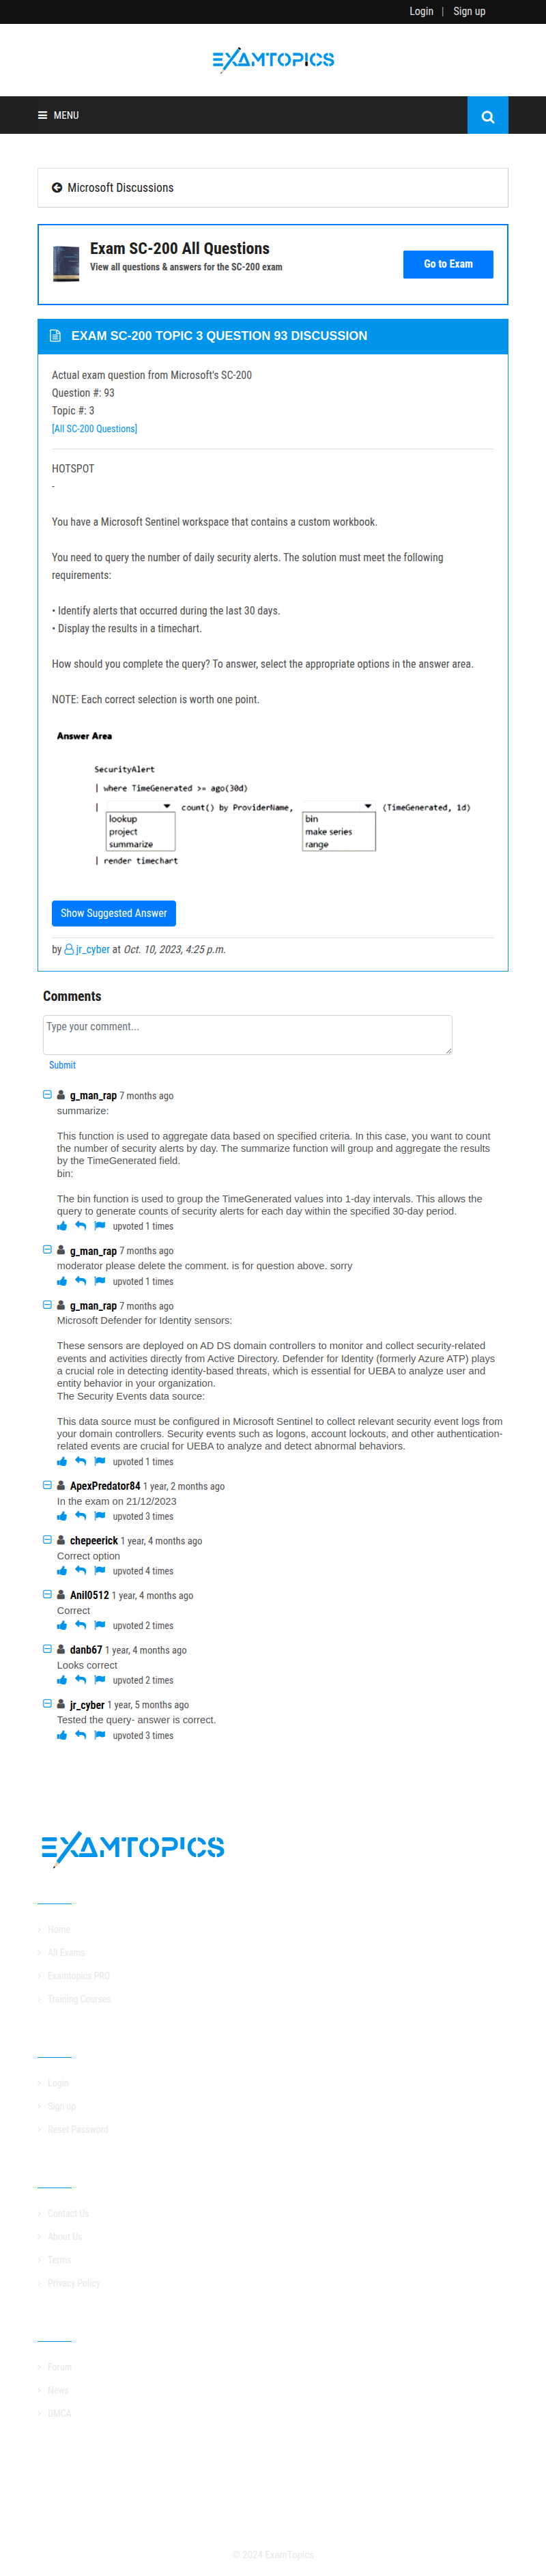 Login | Sign up
EXAMTOPICS
MENU
Microsoft Discussions
Exam SC-200 All Questions
View all questions & answers for the SC-200 exam
Go to Exam
EXAM SC-200 TOPIC 3 QUESTION 93 DISCUSSION
Actual exam question from Microsoft's SC-200
Question #: 93
Topic #: 3
[All SC-200 Questions]
HOTSPOT
-
You have a Microsoft Sentinel workspace that contains a custom workbook.
You need to query the number of daily security alerts. The solution must meet the following
requirements:
• Identify alerts that occurred during the last 30 days.
• Display the results in a timechart.
How should you complete the query? To answer, select the appropriate options in the answer area.
NOTE: Each correct selection is worth one point.
Answer Area
SecurityAlert
| where TimeGenerated >= ago(30d)
| count() by ProviderName, (TimeGenerated, 1d)
lookup
project
summarize
bin
make series
range
| render timechart
Show Suggested Answer
by jr_cyber at Oct. 10, 2023, 4:25 p.m.
Comments
Type your comment...
Submit
g_man_rap 7 months ago
summarize:
This function is used to aggregate data based on specified criteria. In this case, you want to count
the number of security alerts by day. The summarize function will group and aggregate the results
by the TimeGenerated field.
bin:
The bin function is used to group the TimeGenerated values into 1-day intervals. This allows the
query to generate counts of security alerts for each day within the specified 30-day period.
upvoted 1 times
g_man_rap 7 months ago
moderator please delete the comment. is for question above. sorry
upvoted 1 times
g_man_rap 7 months ago
Microsoft Defender for Identity sensors:
These sensors are deployed on AD DS domain controllers to monitor and collect security-related
events and activities directly from Active Directory. Defender for Identity (formerly Azure ATP) plays
a crucial role in detecting identity-based threats, which is essential for UEBA to analyze user and
entity behavior in your organization.
The Security Events data source:
This data source must be configured in Microsoft Sentinel to collect relevant security event logs from
your domain controllers. Security events such as logons, account lockouts, and other authentication-
related events are crucial for UEBA to analyze and detect abnormal behaviors.
upvoted 1 times
ApexPredator84 1 year, 2 months ago
In the exam on 21/12/2023
upvoted 3 times
chepeerick 1 year, 4 months ago
Correct option
upvoted 4 times
Anil0512 1 year, 4 months ago
Correct
upvoted 2 times
danb67 1 year, 4 months ago
Looks correct
upvoted 2 times
jr_cyber 1 year, 5 months ago
Tested the query- answer is correct.
upvoted 3 times
EXAMTOPICS
Home
All Exams
Examtopics PRO
Training Courses
Login
Sign up
Reset Password
Contact Us
About Us
Terms
Privacy Policy
Forum
News
DMCA
© 2024 ExamTopics